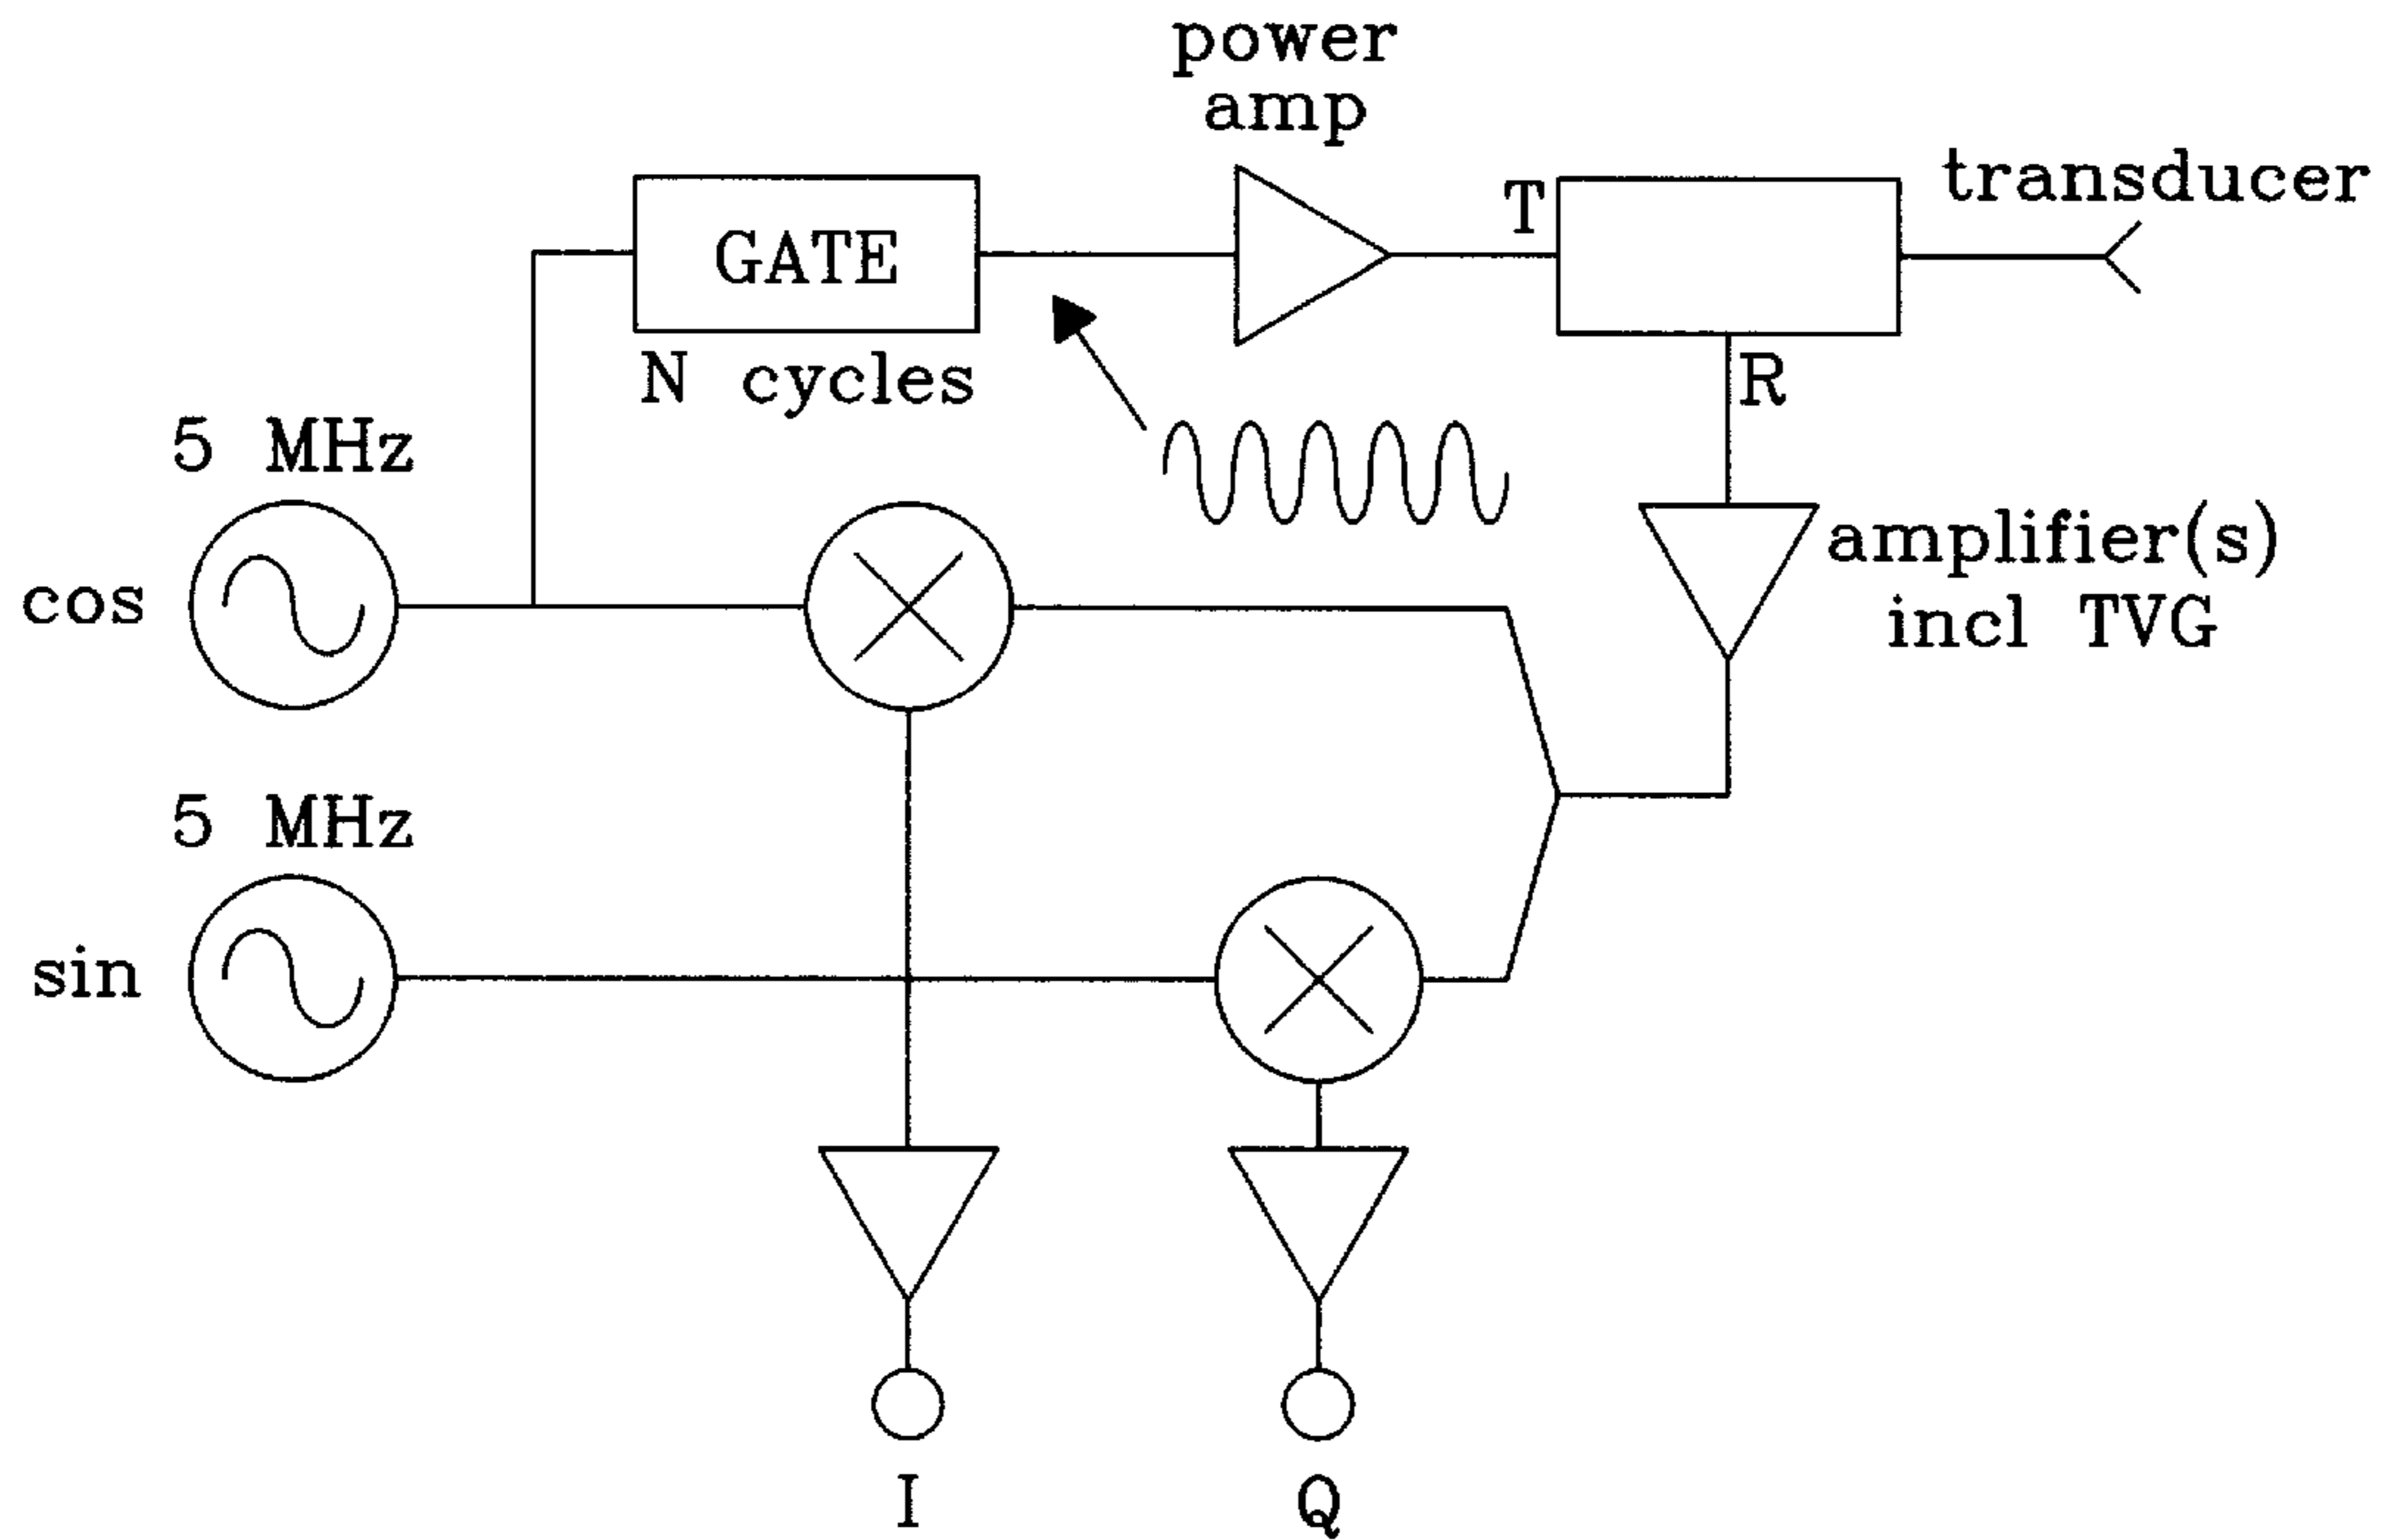 power
amp
transducer
T
GATE
N cycles
R
5 MHz
cos
amplifier(s)
incl TVG
5 MHz
sin
I
Q